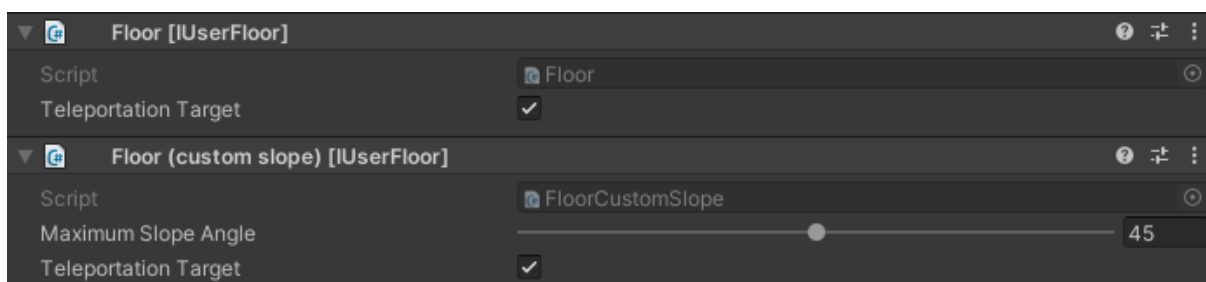 Floor [IUserFloor]
Script Floor
Teleportation Target
Floor (custom slope) [IUserFloor]
Script FloorCustomSlope
Maximum Slope Angle 45
Teleportation Target